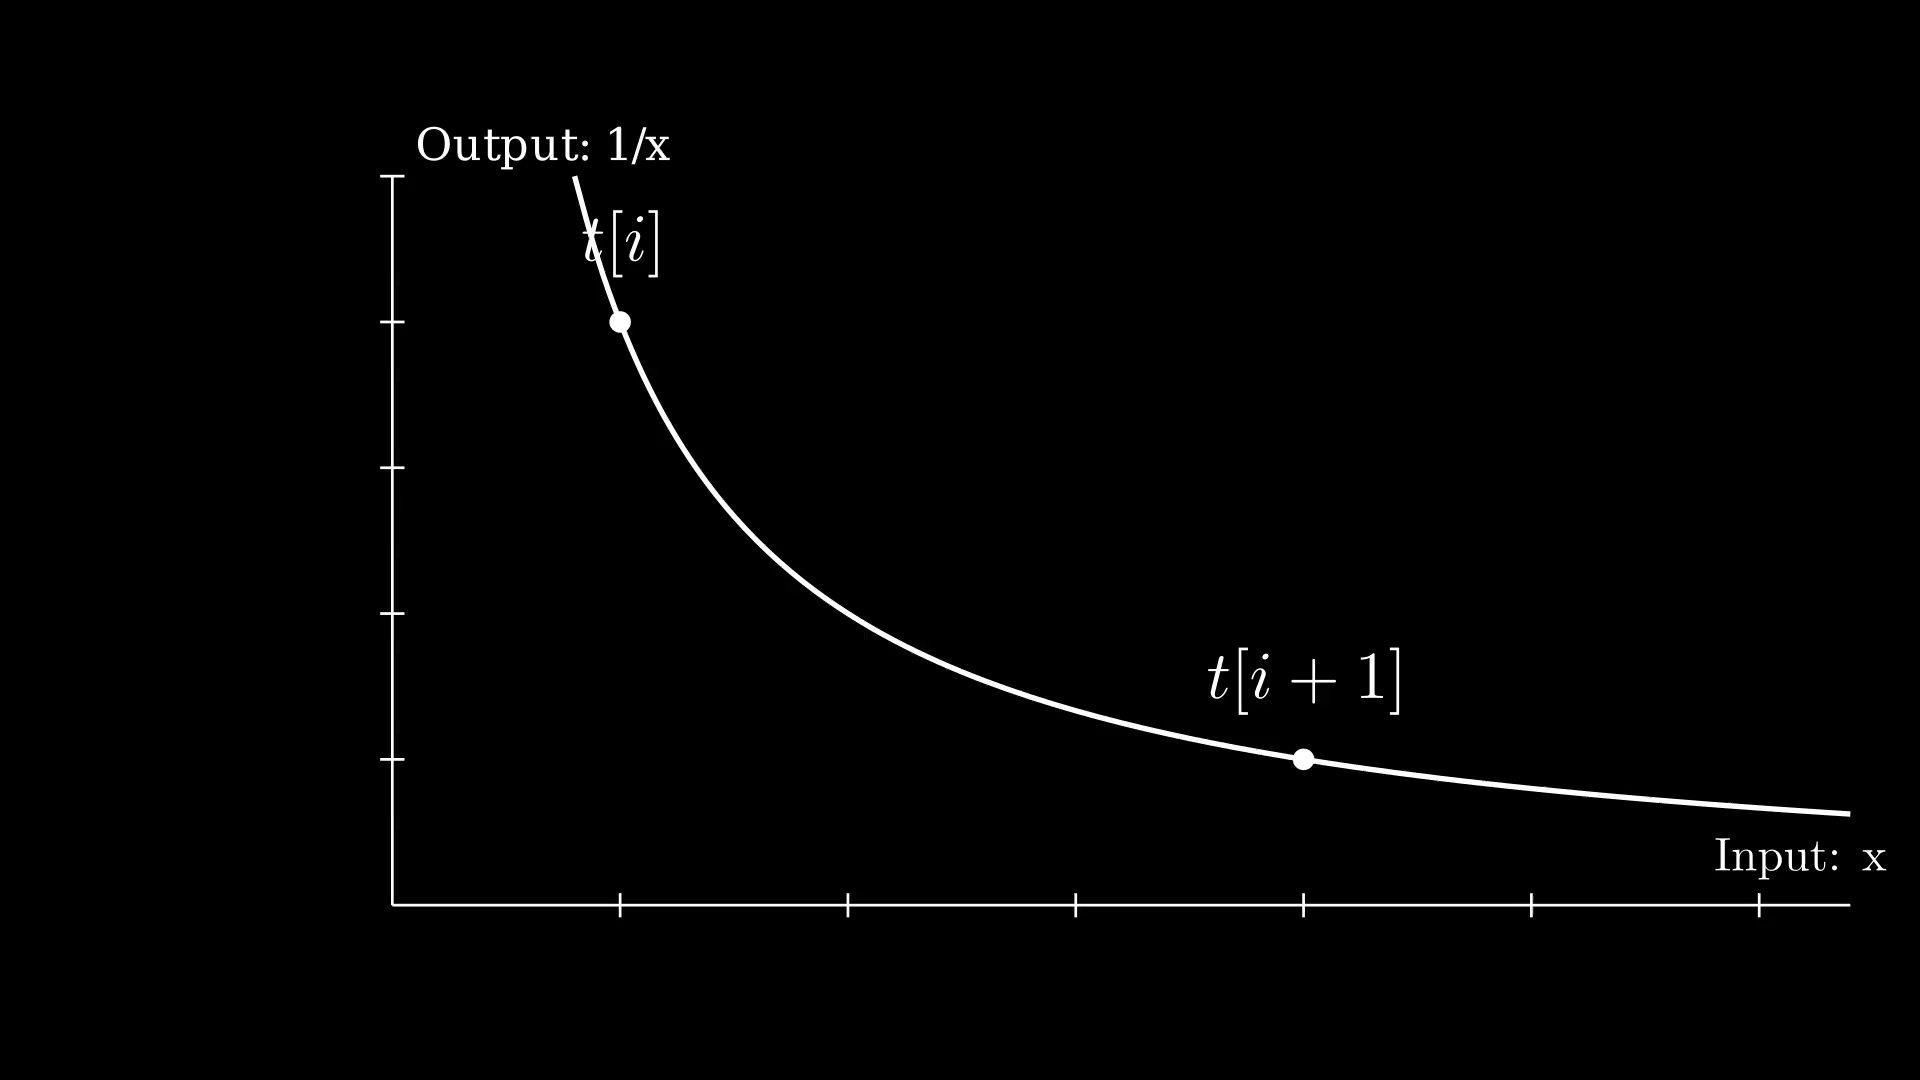 Output: 1/x
t[i]
t[i + 1]
Input: x